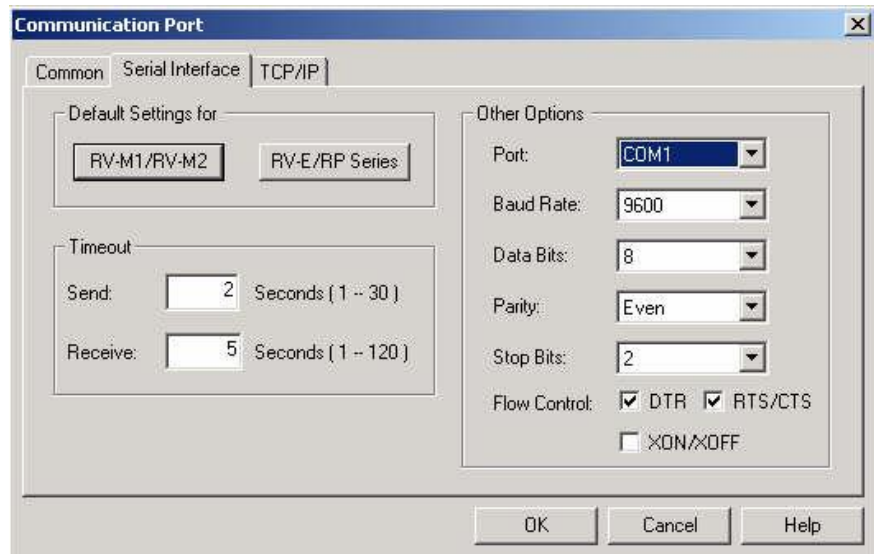 Communication Port
Common Serial Interface TCP/IP
Default Settings for
RV-M1/RV-M2 RV-E/RP Series
Timeout
Send: 2 Seconds ( 1 -- 30 )
Receive: 5 Seconds ( 1 -- 120 )
Other Options
Port: COM1
Baud Rate: 9600
Data Bits: 8
Parity: Even
Stop Bits: 2
Flow Control: DTR RTS/CTS
XON/XOFF
OK Cancel Help